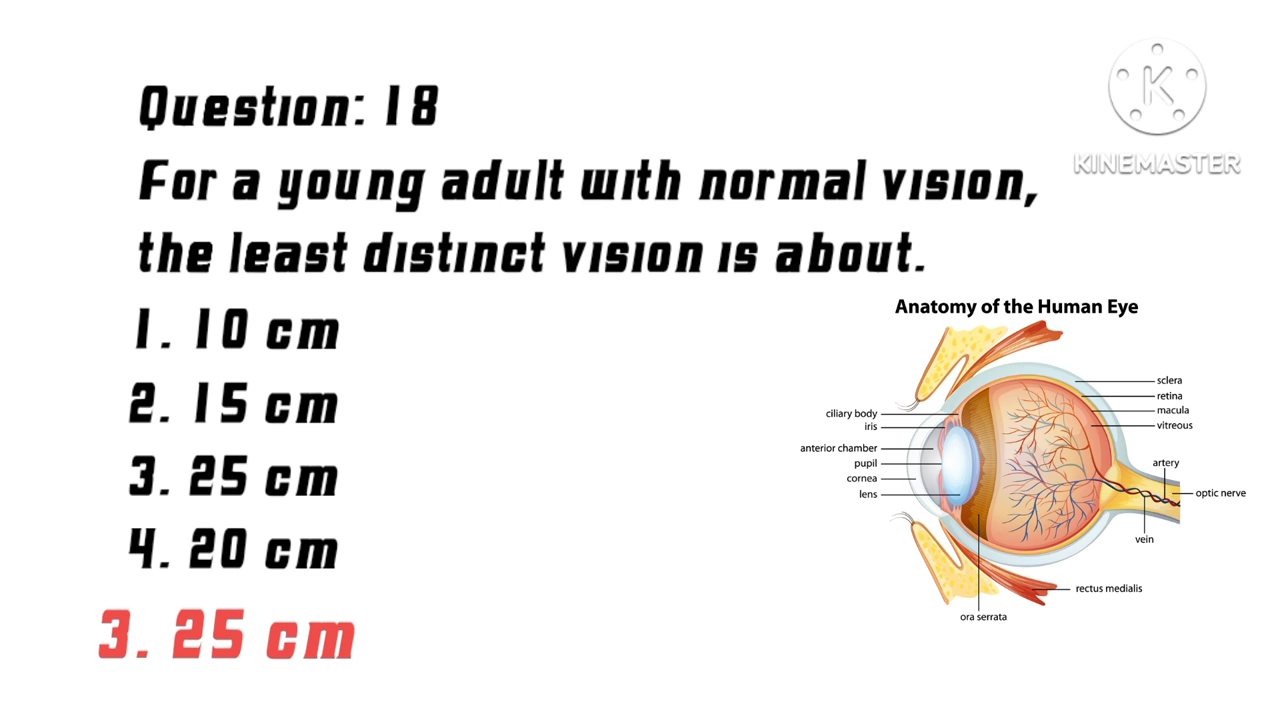 Question: 18
For a young adult with normal vision,
the least distinct vision is about.
1. 10 cm
2. 15 cm
3. 25 cm
4. 20 cm
3. 25 cm
K
KINEMASTER
Anatomy of the Human Eye
ciliary body
iris
anterior chamber
pupil
cornea
lens
sclera
retina
macula
vitreous
artery
optic nerve
vein
rectus medialis
ora serrata